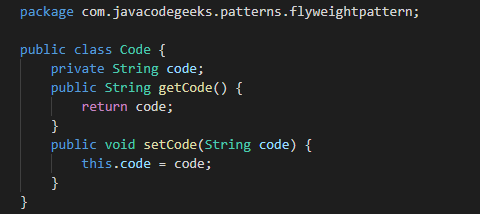 package com.javacodegeeks.patterns.flyweightpattern;
public class Code {
private String code;
public String getCode() {
return code;
}
public void setCode(String code) {
this.code = code;
}
}